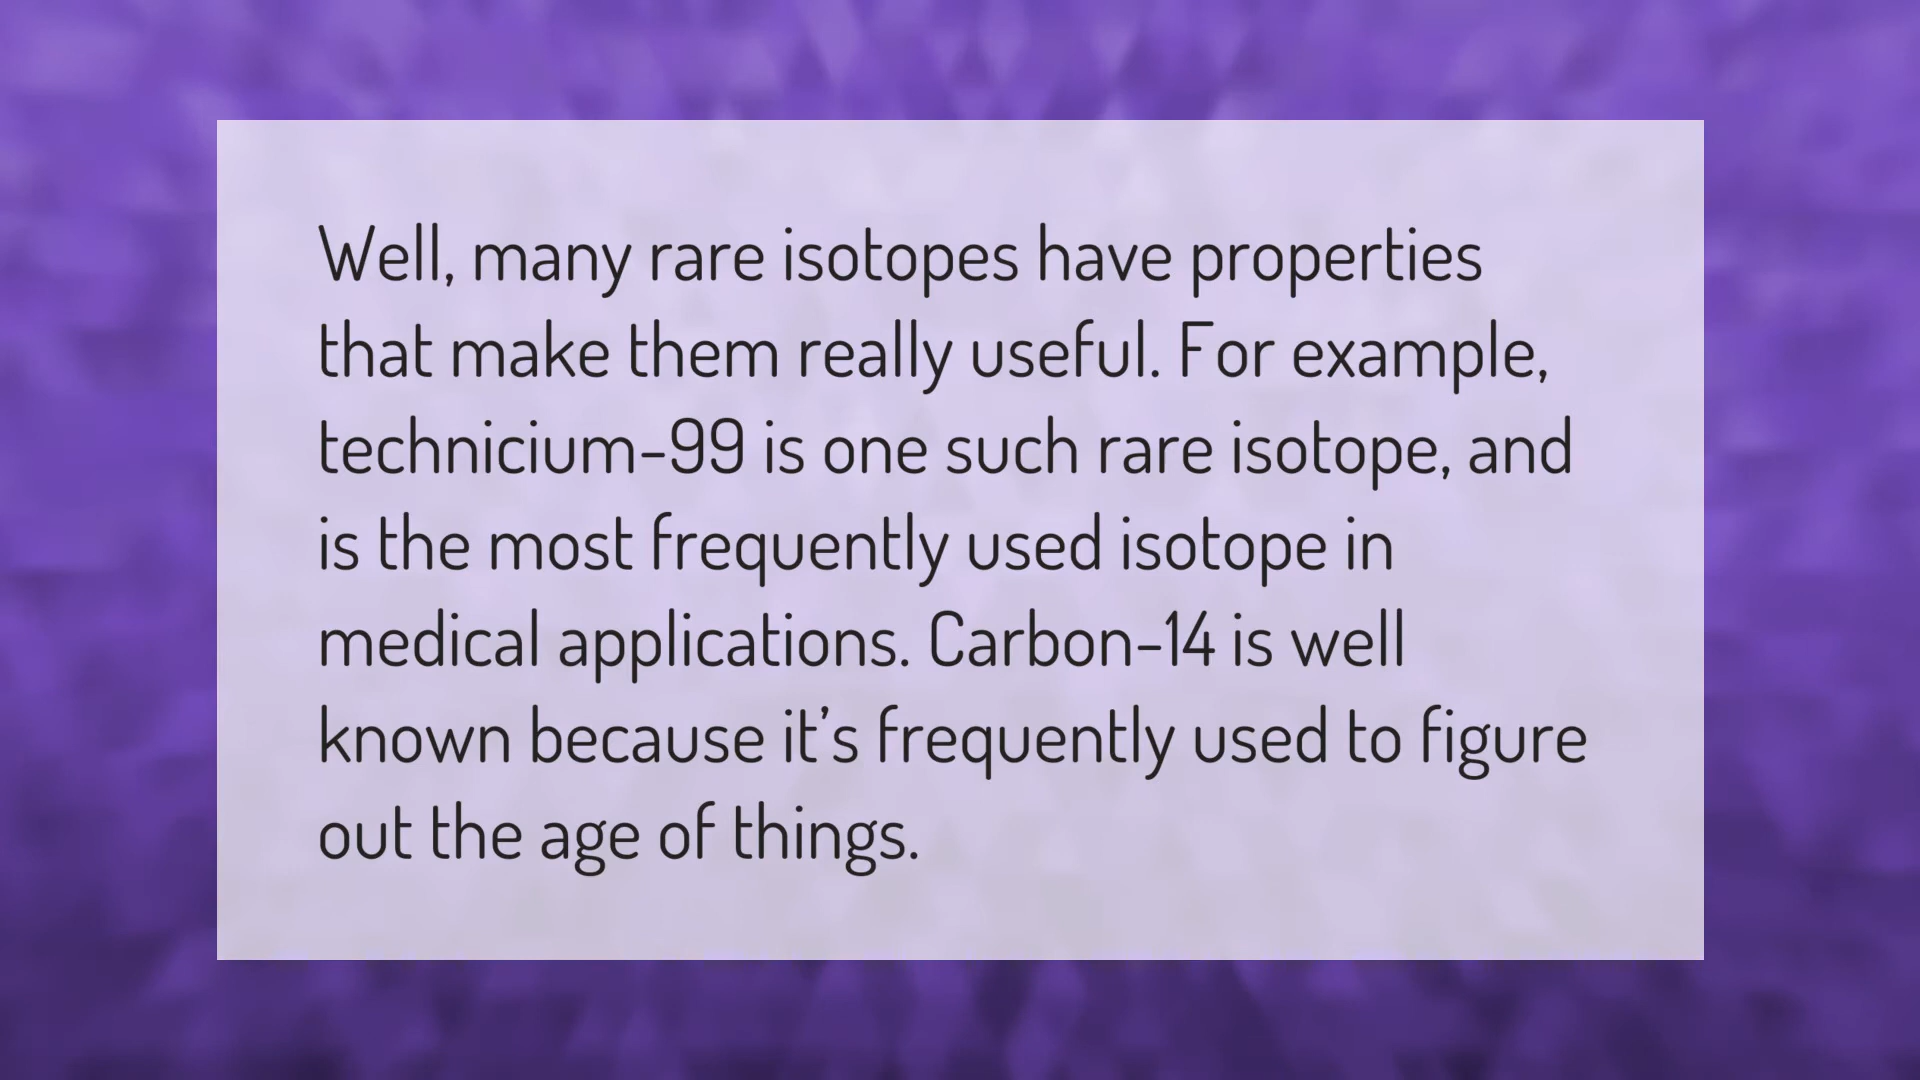 Well, many rare isotopes have properties
that make them really useful. For example,
technicium-99 is one such rare isotope, and
is the most frequently used isotope in
medical applications. Carbon-14 is well
known because it’s frequently used to figure
out the age of things.